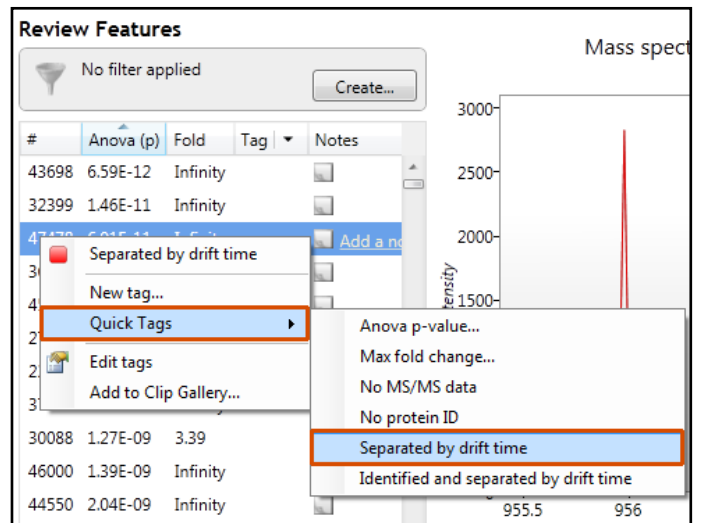 Review Features
No filter applied
Create...
Mass spect
# Anova (p) Fold Tag Notes
43698 6.59E-12 Infinity
32399 1.46E-11 Infinity
Add a no
Separated by drift time
New tag...
Quick Tags
Edit tags
Add to Clip Gallery...
Anova p-value...
Max fold change...
No MS/MS data
No protein ID
Separated by drift time
Identified and separated by drift time
30088 1.27E-09 3.39
46000 1.39E-09 Infinity
44550 2.04E-09 Infinity
3000
2500
2000
1500
955.5 956